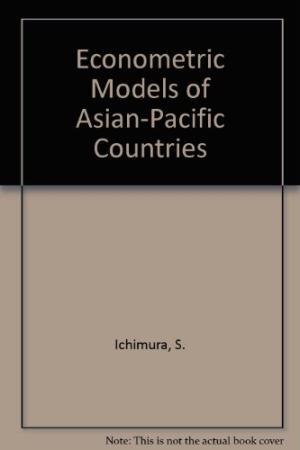 Econometric
Models of
Asian-Pacific
Countries
Ichimura, S.
Note: This is not the actual book cover